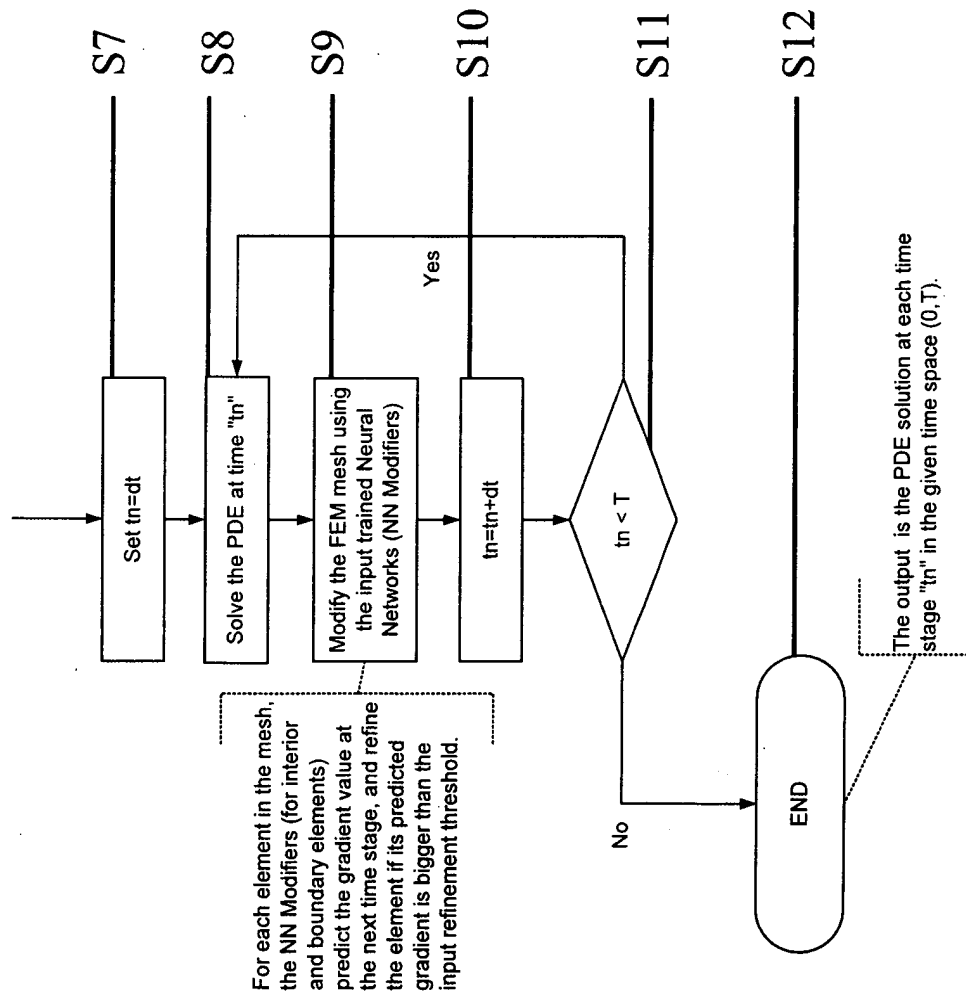 Set tn=dt
S7
Solve the PDE at time "tn"
S8
Modify the FEM mesh using
the input trained Neural
Networks (NN Modifiers)
S9
For each element in the mesh,
the NN Modifiers (for interior
and boundary elements)
predict the gradient value at
the next time stage, and refine
the element if its predicted
gradient is bigger than the
input refinement threshold.
tn=tn+dt
S10
Yes
tn < T
S11
No
END
S12
The output is the PDE solution at each time
stage "tn" in the given time space (0,T).